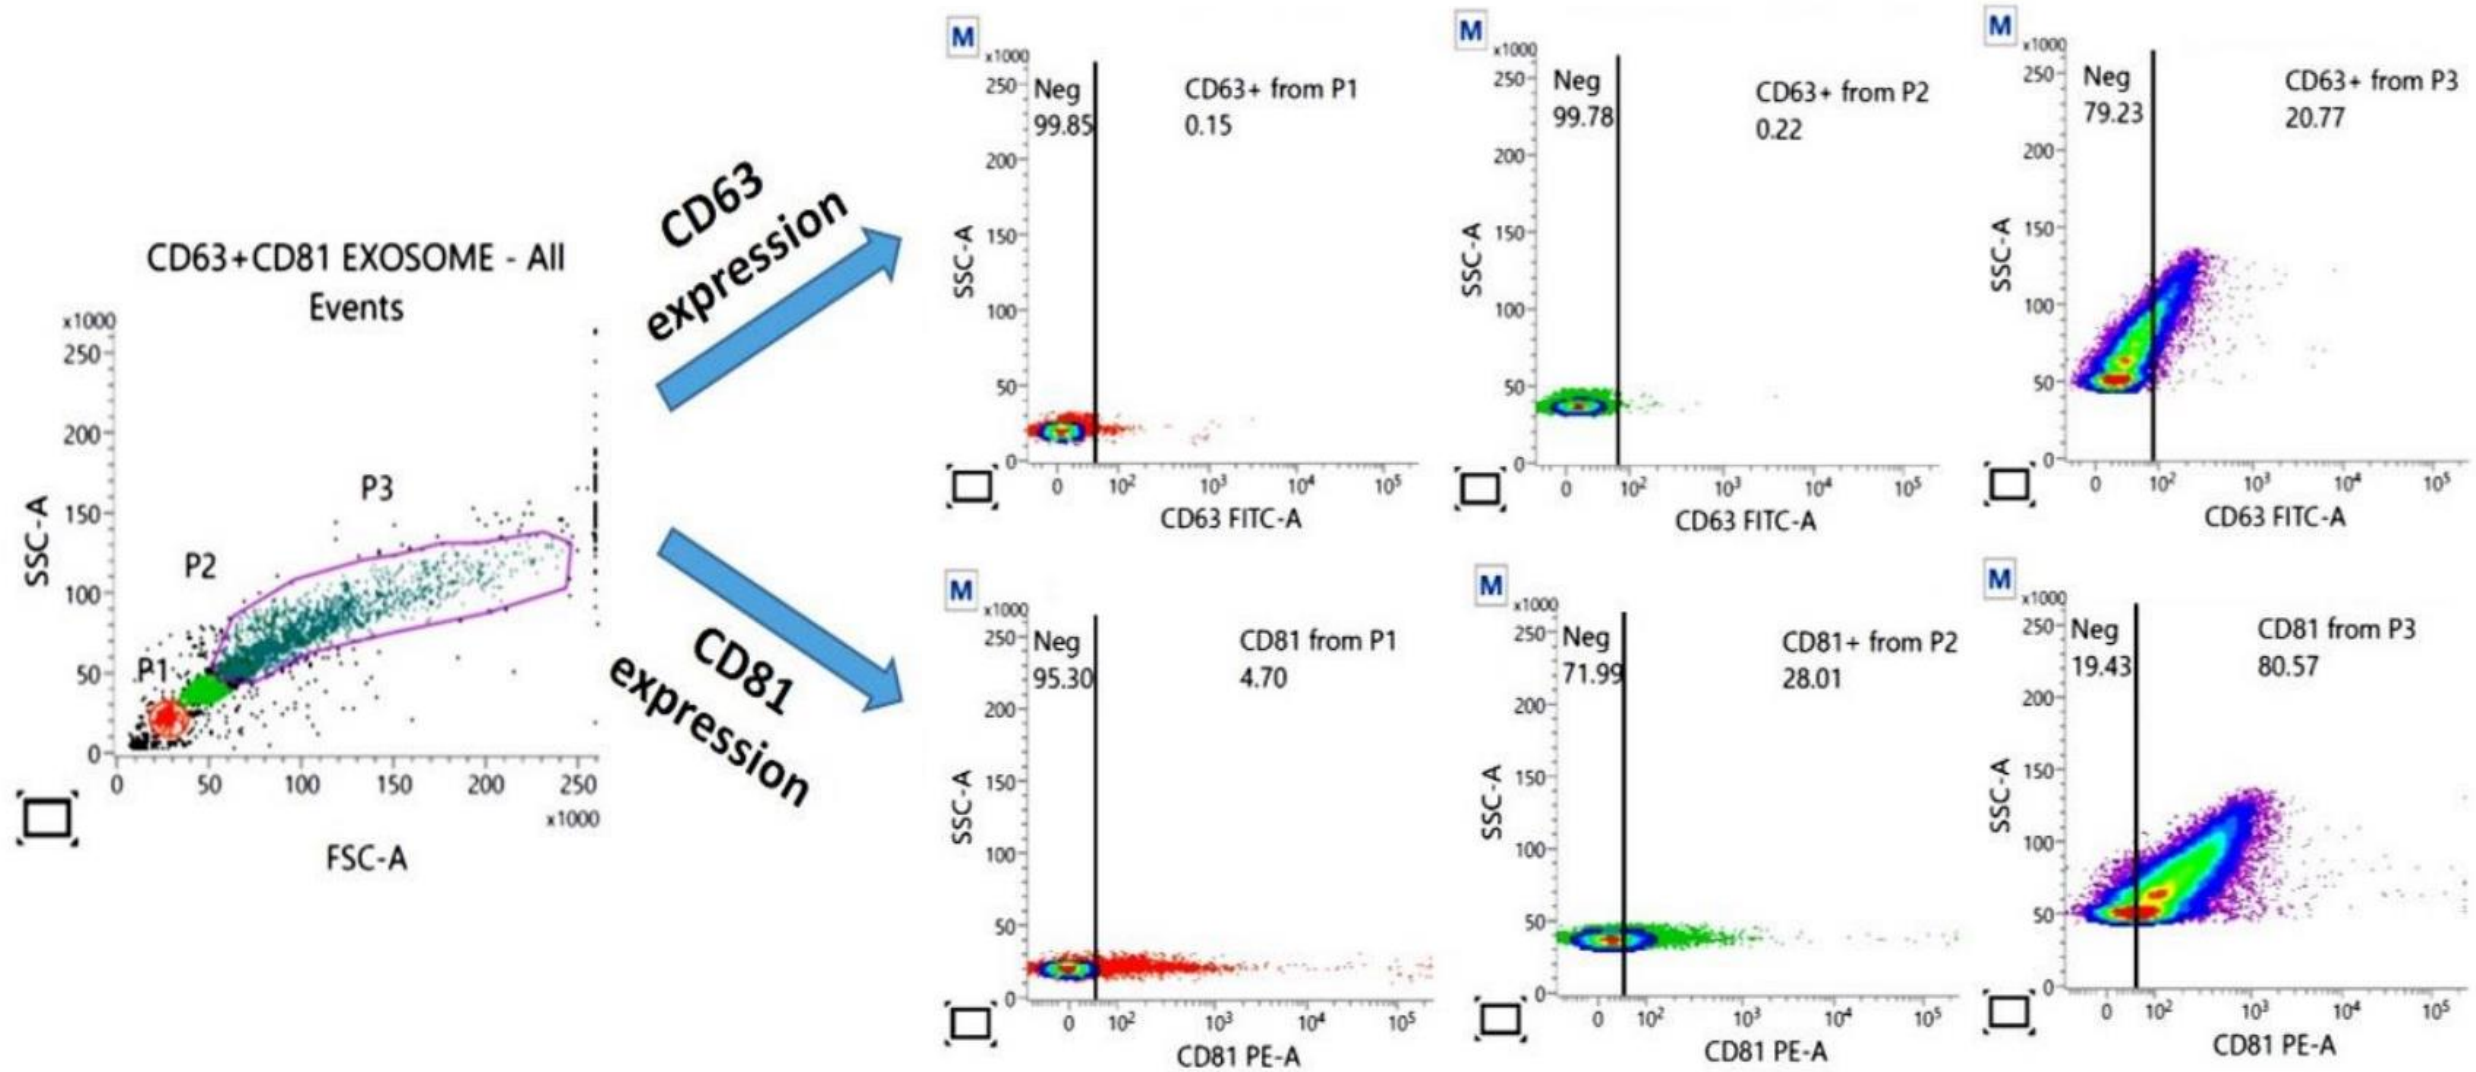 CD63+CD81 EXOSOME - All
Events
x1000
250
200
150
100
50
0
SSC-A
P1
P2
P3
0 50 100 150 200 250
x1000
FSC-A
CD63
expression
CD81
expression
M
x1000
250
200
150
100
50
0
SSC-A
Neg
99.85
CD63+ from P1
0.15
0 10² 10³ 10⁴ 10⁵
CD63 FITC-A
M
x1000
250
200
150
100
50
0
SSC-A
Neg
99.78
CD63+ from P2
0.22
0 10² 10³ 10⁴ 10⁵
CD63 FITC-A
M
x1000
250
200
150
100
50
0
SSC-A
Neg
79.23
CD63+ from P3
20.77
0 10² 10³ 10⁴ 10⁵
CD63 FITC-A
M
x1000
250
200
150
100
50
0
SSC-A
Neg
95.30
CD81 from P1
4.70
0 10² 10³ 10⁴ 10⁵
CD81 PE-A
M
x1000
250
200
150
100
50
0
SSC-A
Neg
71.99
CD81+ from P2
28.01
0 10² 10³ 10⁴ 10⁵
CD81 PE-A
M
x1000
250
200
150
100
50
0
SSC-A
Neg
19.43
CD81 from P3
80.57
0 10² 10³ 10⁴ 10⁵
CD81 PE-A